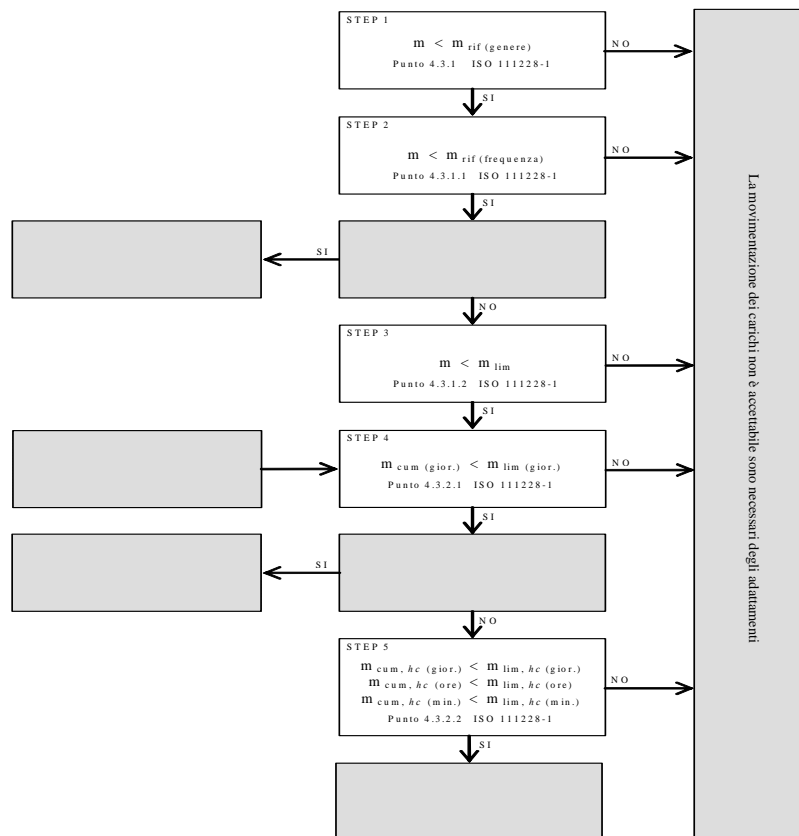 STEP 1
m < m rif (genere)
Punto 4.3.1 ISO 111228-1
NO
SI
STEP 2
m < m rif (frequenza)
Punto 4.3.1.1 ISO 111228-1
NO
SI
SI
NO
STEP 3
m < m lim
Punto 4.3.1.2 ISO 111228-1
NO
SI
STEP 4
m cum (gior.) < m lim (gior.)
Punto 4.3.2.1 ISO 111228-1
NO
SI
SI
NO
STEP 5
m cum, hc (gior.) < m lim, hc (gior.)
m cum, hc (ore) < m lim, hc (ore)
m cum, hc (min.) < m lim, hc (min.)
Punto 4.3.2.2 ISO 111228-1
NO
SI
La movimentazione dei carichi non è accettabile sono necessari degli adattamenti